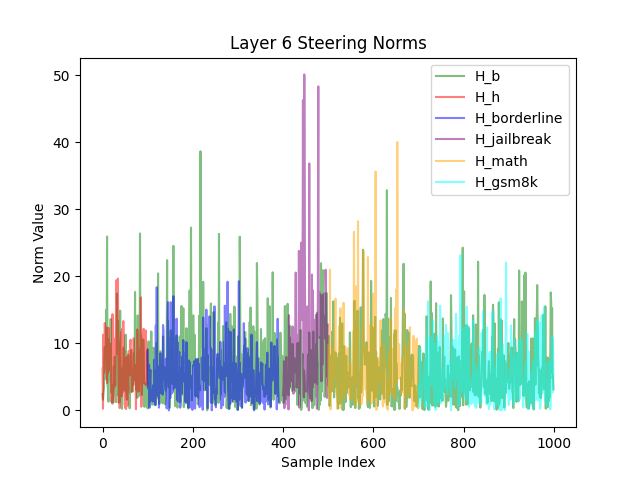 Layer 6 Steering Norms
50
40
30
20
10
0
Norm Value
H_b
H_h
H_borderline
H_jailbreak
H_math
H_gsm8k
0 200 400 600 800 1000
Sample Index